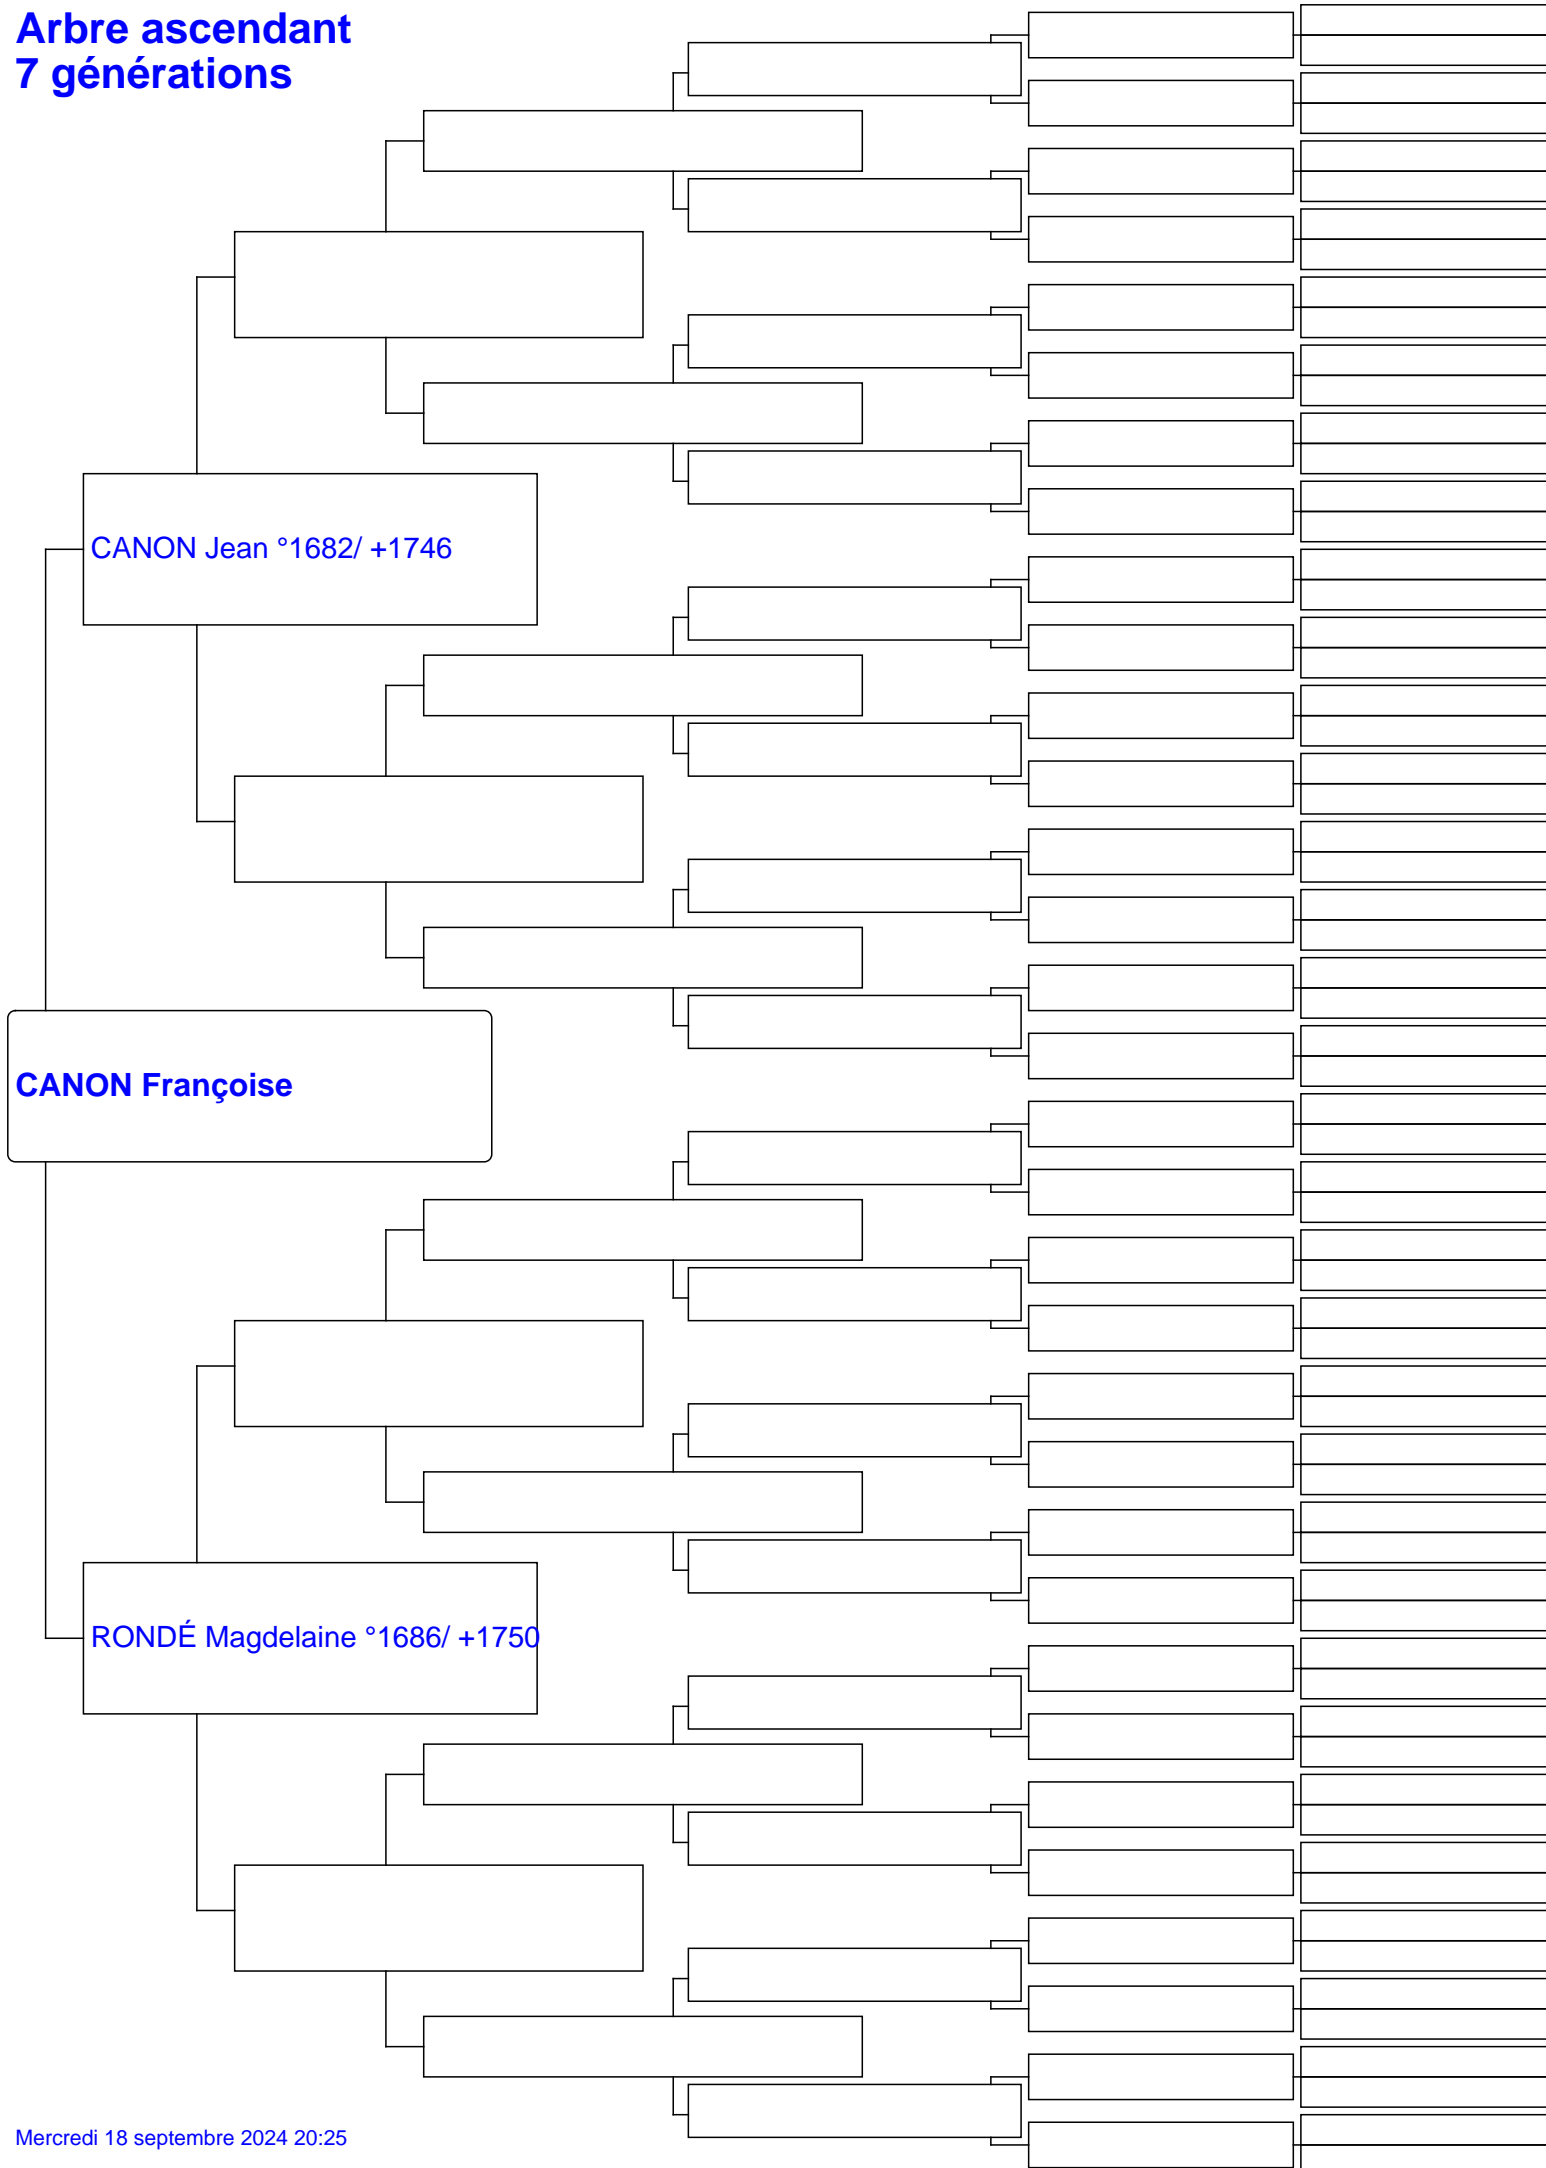 Arbre ascendant
7 générations
CANON Jean °1682/ +1746
CANON Françoise
RONDÉ Magdelaine °1686/ +1750
Mercredi 18 septembre 2024 20:25